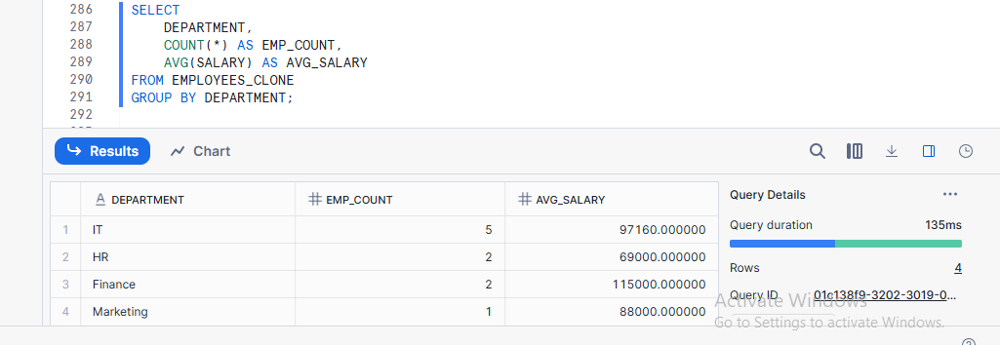 286 SELECT
287 DEPARTMENT,
288 COUNT(*) AS EMP_COUNT,
289 AVG(SALARY) AS AVG_SALARY
290 FROM EMPLOYEES_CLONE
291 GROUP BY DEPARTMENT;
292
Results Chart
A DEPARTMENT # EMP_COUNT # AVG_SALARY
1 IT 5 97160.000000
2 HR 2 69000.000000
3 Finance 2 115000.000000
4 Marketing 1 88000.000000
Query Details ...
Query duration 135ms
Rows 4
Query ID 01c138f9-3202-3019-0...
Activate Windows
Go to Settings to activate Windows.